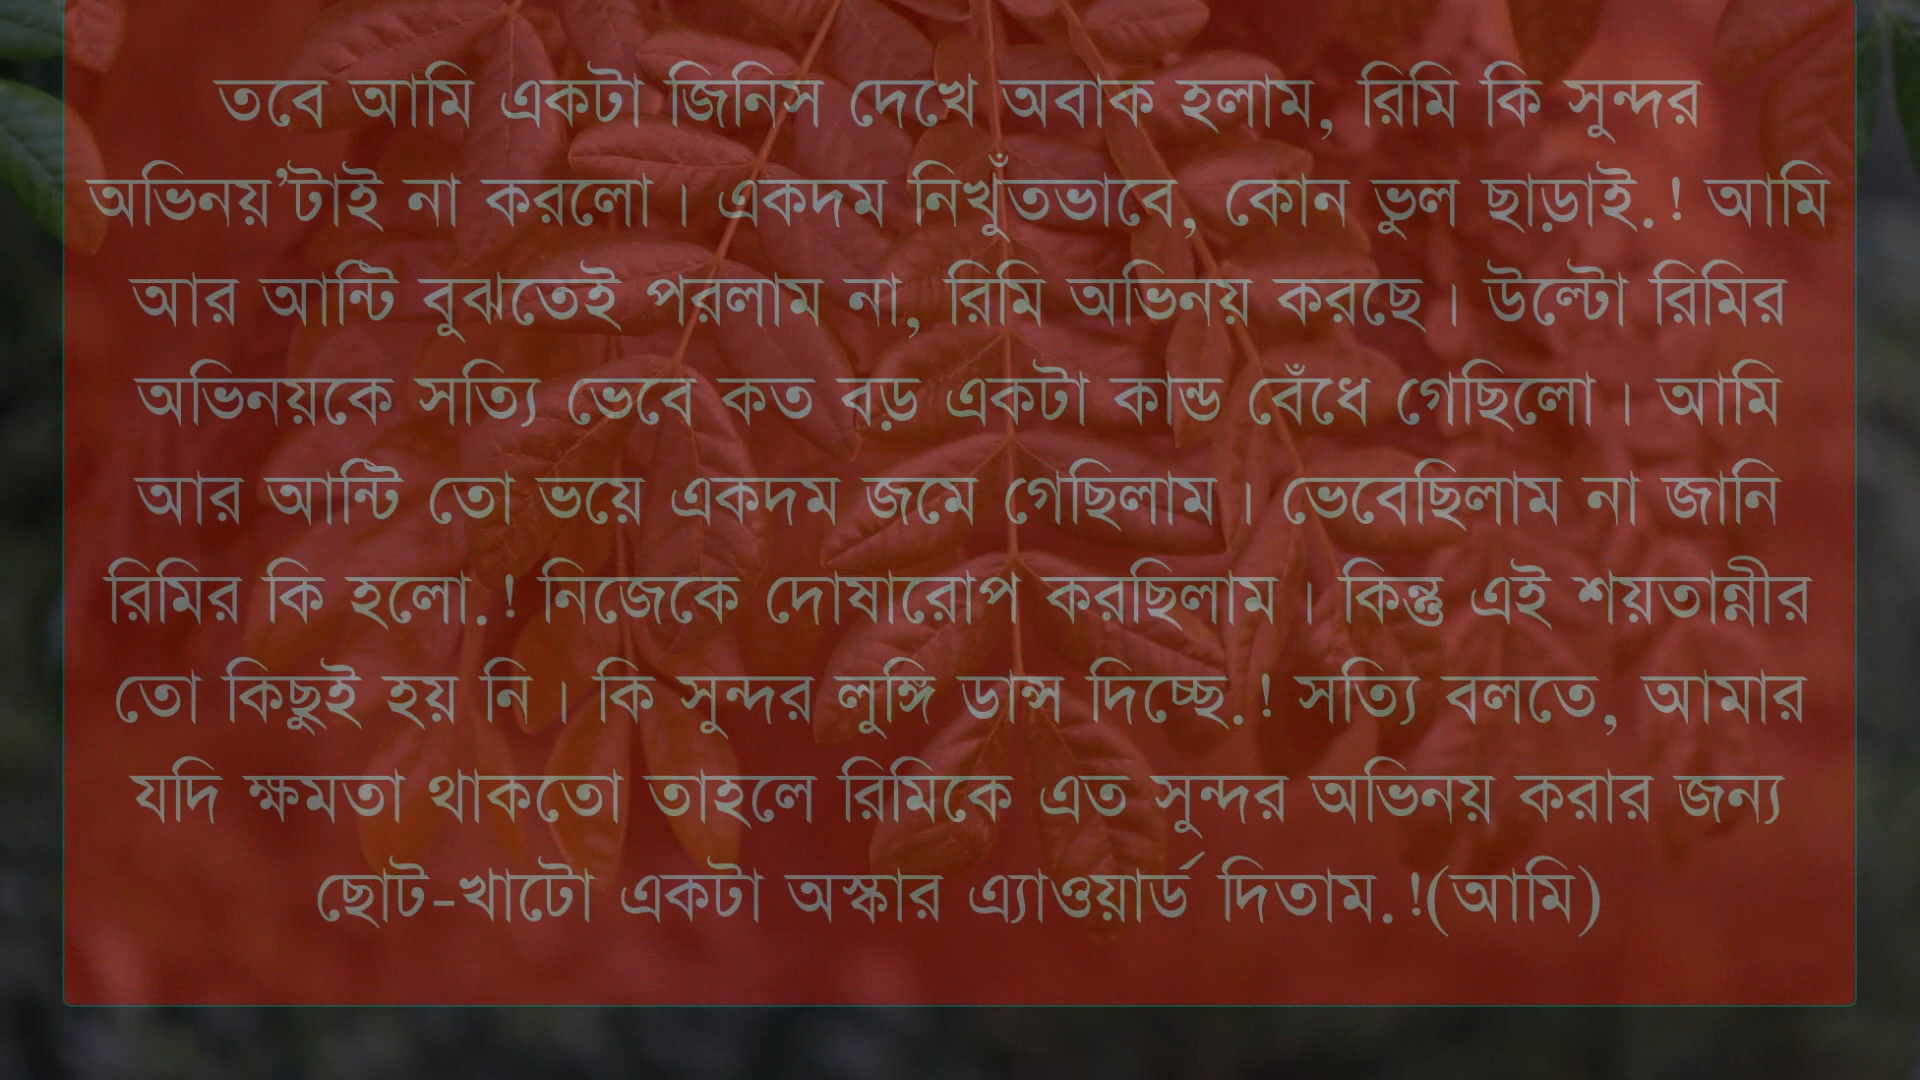 তবে আমি একটা জিনিস দেখে অবাক হলাম, রিমি কি সুন্দর
অভিনয়’টাই না করলো। একদম নিখুঁতভাবে, কোন ভুল ছাড়াই.! আমি
আর আন্টি বুঝতেই পরলাম না, রিমি অভিনয় করছে। উল্টো রিমির
অভিনয়কে সত্যি ভেবে কত বড় একটা কান্ড বেঁধে গেছিলো। আমি
আর আন্টি তো ভয়ে একদম জমে গেছিলাম। ভেবেছিলাম না জানি
রিমির কি হলো.! নিজেকে দোষারোপ করছিলাম। কিন্তু এই শয়তান্নীর
তো কিছুই হয় নি। কি সুন্দর লুঙ্গি ডান্স দিচ্ছে.! সত্যি বলতে, আমার
যদি ক্ষমতা থাকতো তাহলে রিমিকে এত সুন্দর অভিনয় করার জন্য
ছোট-খাটো একটা অস্কার এ্যাওয়ার্ড দিতাম.!(আমি)